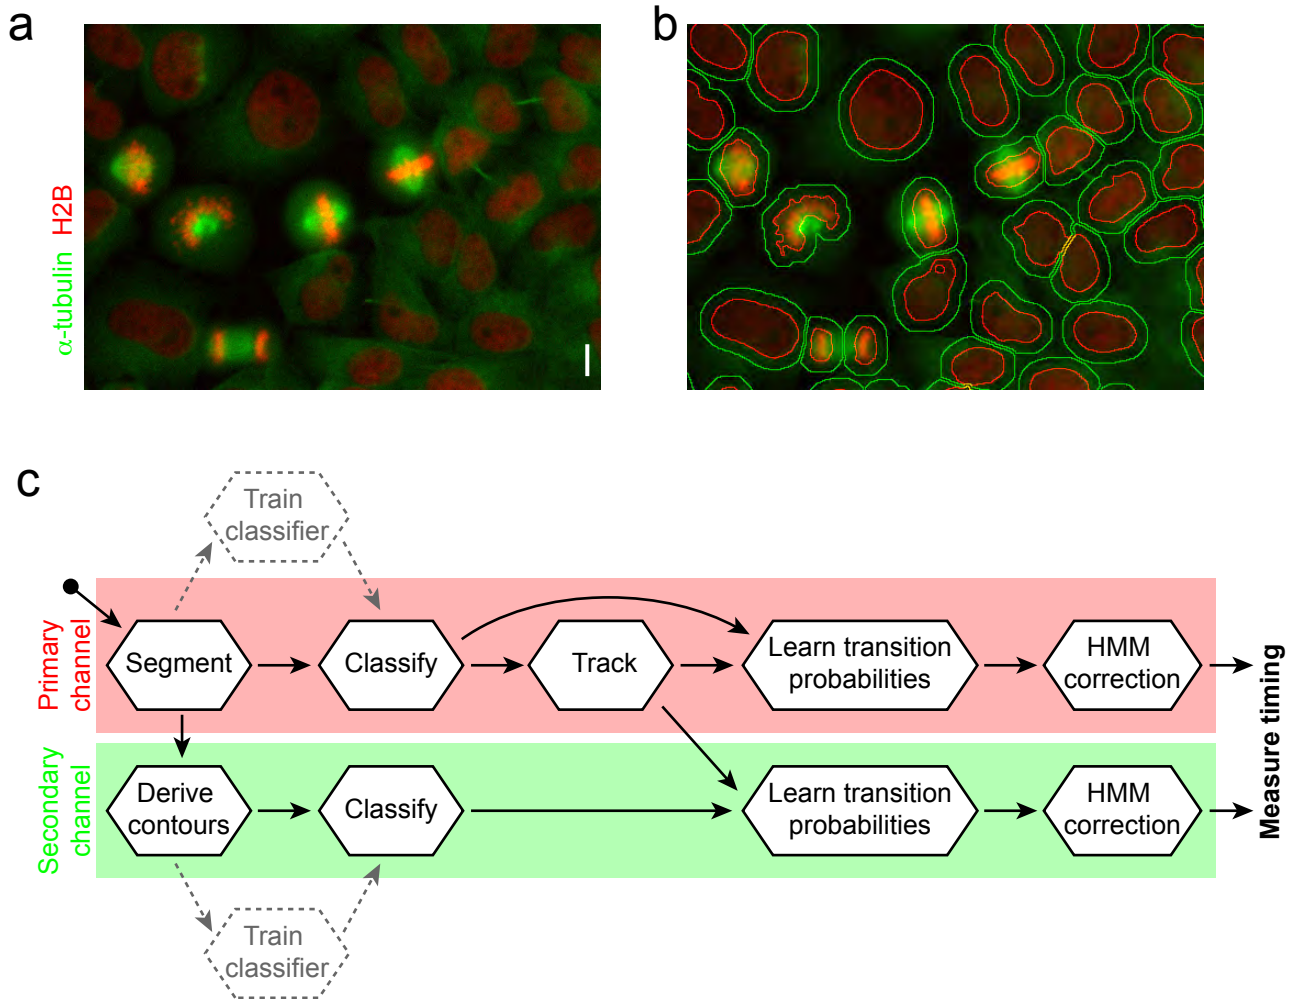 a
b
α-tubulin H2B
c
Train
classifier
Primary
channel
Segment
Classify
Track
Learn transition
probabilities
HMM
correction
Secondary
channel
Derive
contours
Classify
Learn transition
probabilities
HMM
correction
Measure timing
Train
classifier